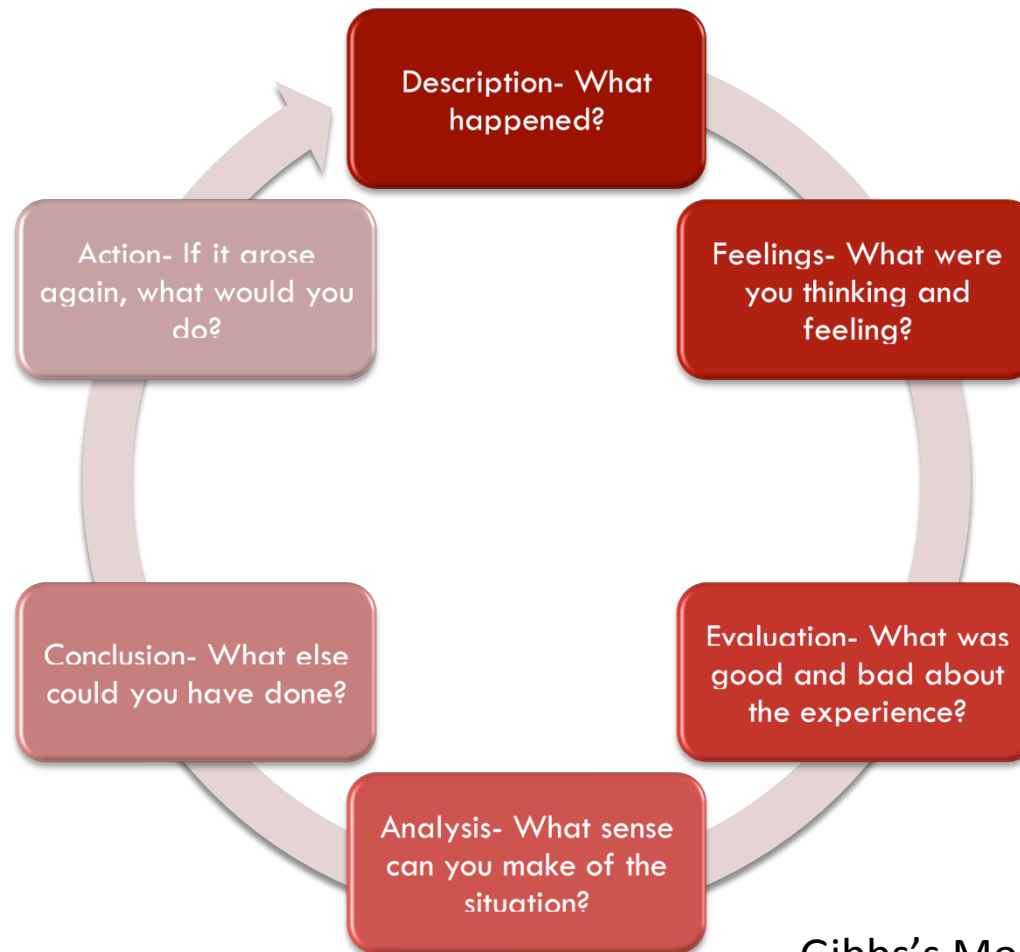 Description- What
happened?
Feelings- What were
you thinking and
feeling?
Evaluation- What was
good and bad about
the experience?
Analysis- What sense
can you make of the
situation?
Conclusion- What else
could you have done?
Action- If it arose
again, what would you
do?
Gibbs's